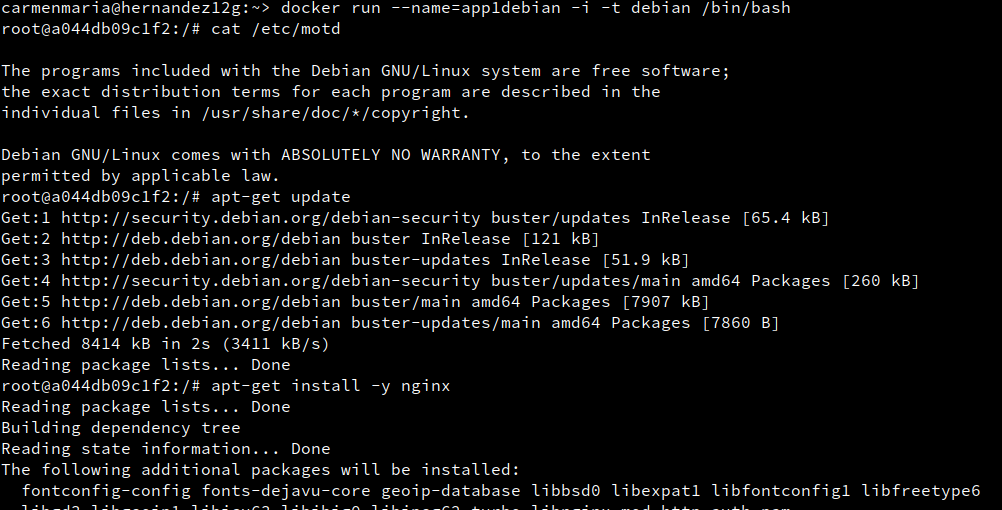 carmenmaria@hernandez12g:~> docker run --name=app1debian -i -t debian /bin/bash
root@a044db09c1f2:/# cat /etc/motd
The programs included with the Debian GNU/Linux system are free software;
the exact distribution terms for each program are described in the
individual files in /usr/share/doc/*/copyright.
Debian GNU/Linux comes with ABSOLUTELY NO WARRANTY, to the extent
permitted by applicable law.
root@a044db09c1f2:/# apt-get update
Get:1 http://security.debian.org/debian-security buster/updates InRelease [65.4 kB]
Get:2 http://deb.debian.org/debian buster InRelease [121 kB]
Get:3 http://deb.debian.org/debian buster-updates InRelease [51.9 kB]
Get:4 http://security.debian.org/debian-security buster/updates/main amd64 Packages [260 kB]
Get:5 http://deb.debian.org/debian buster/main amd64 Packages [7907 kB]
Get:6 http://deb.debian.org/debian buster-updates/main amd64 Packages [7860 B]
Fetched 8414 kB in 2s (3411 kB/s)
Reading package lists... Done
root@a044db09c1f2:/# apt-get install -y nginx
Reading package lists... Done
Building dependency tree
Reading state information... Done
The following additional packages will be installed:
fontconfig-config fonts-dejavu-core geoip-database libbsd0 libexpat1 libfontconfig1 libfreetype6